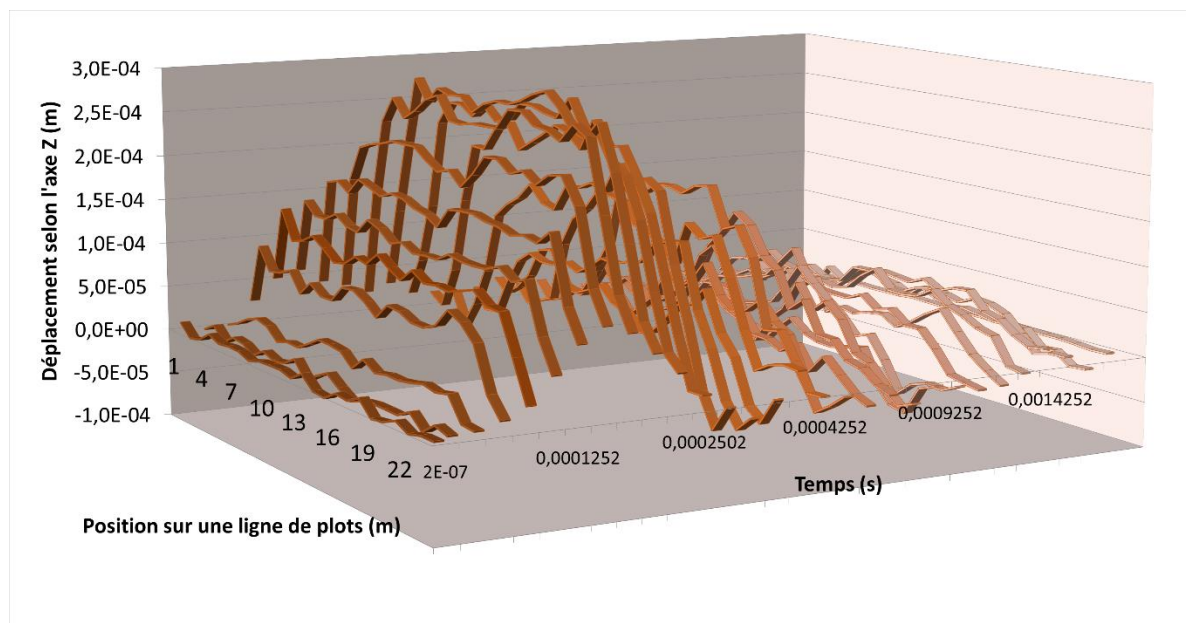 Déplacement selon l'axe Z (m)
3,0E-04
2,5E-04
2,0E-04
1,5E-04
1,0E-04
5,0E-05
0,0E+00
-5,0E-05
-1,0E-04
1
4
7
10
13
16
19
22
2E-07
0,0001252
0,0002502
0,0004252
0,0009252
0,0014252
Temps (s)
Position sur une ligne de plots (m)